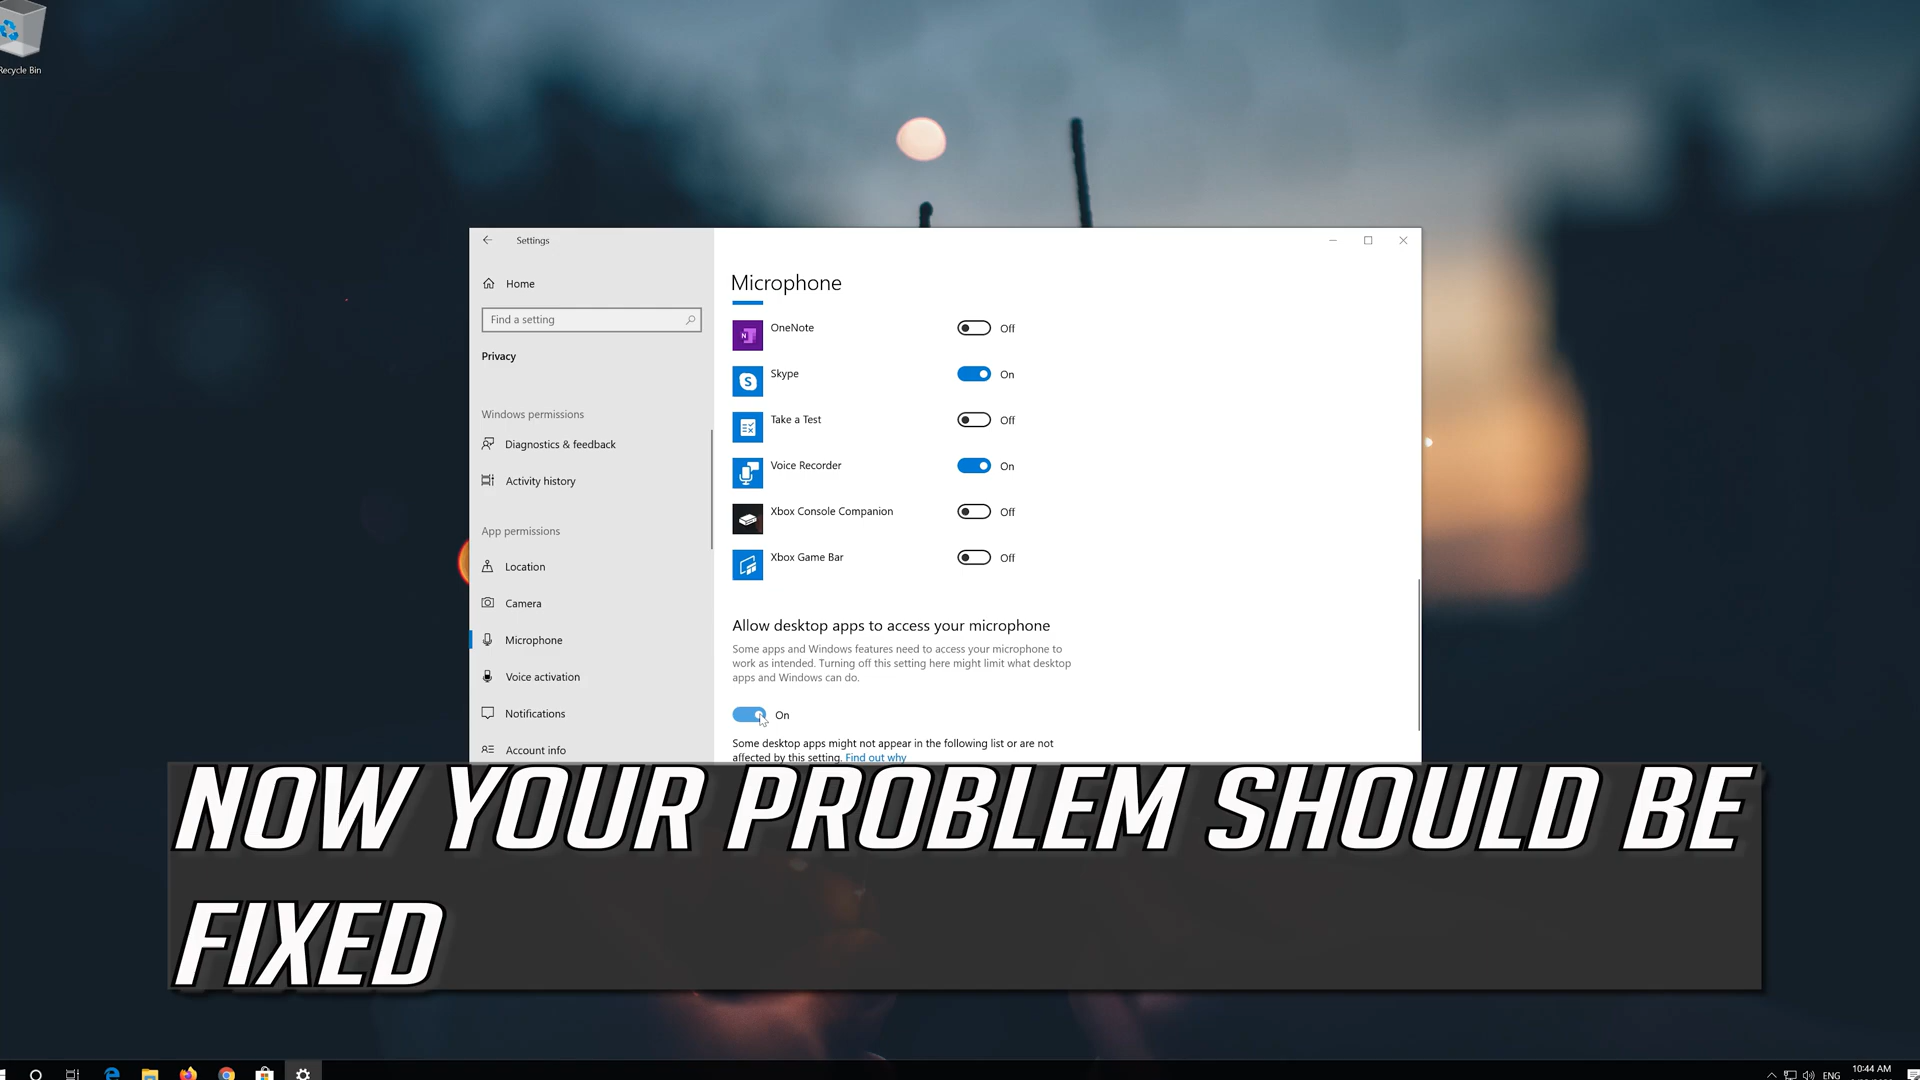 Recycle Bin
Settings
Home
Find a setting
Privacy
Windows permissions
Diagnostics & feedback
Activity history
App permissions
Location
Camera
Microphone
Voice activation
Notifications
Account info
Microphone
OneNote Off
Skype On
Take a Test Off
Voice Recorder On
Xbox Console Companion Off
Xbox Game Bar Off
Allow desktop apps to access your microphone
Some apps and Windows features need to access your microphone to
work as intended. Turning off this setting here might limit what desktop
apps and Windows can do.
On
Some desktop apps might not appear in the following list or are not
affected by this setting. Find out why
NOW YOUR PROBLEM SHOULD BE
FIXED
ENG
10:44 AM